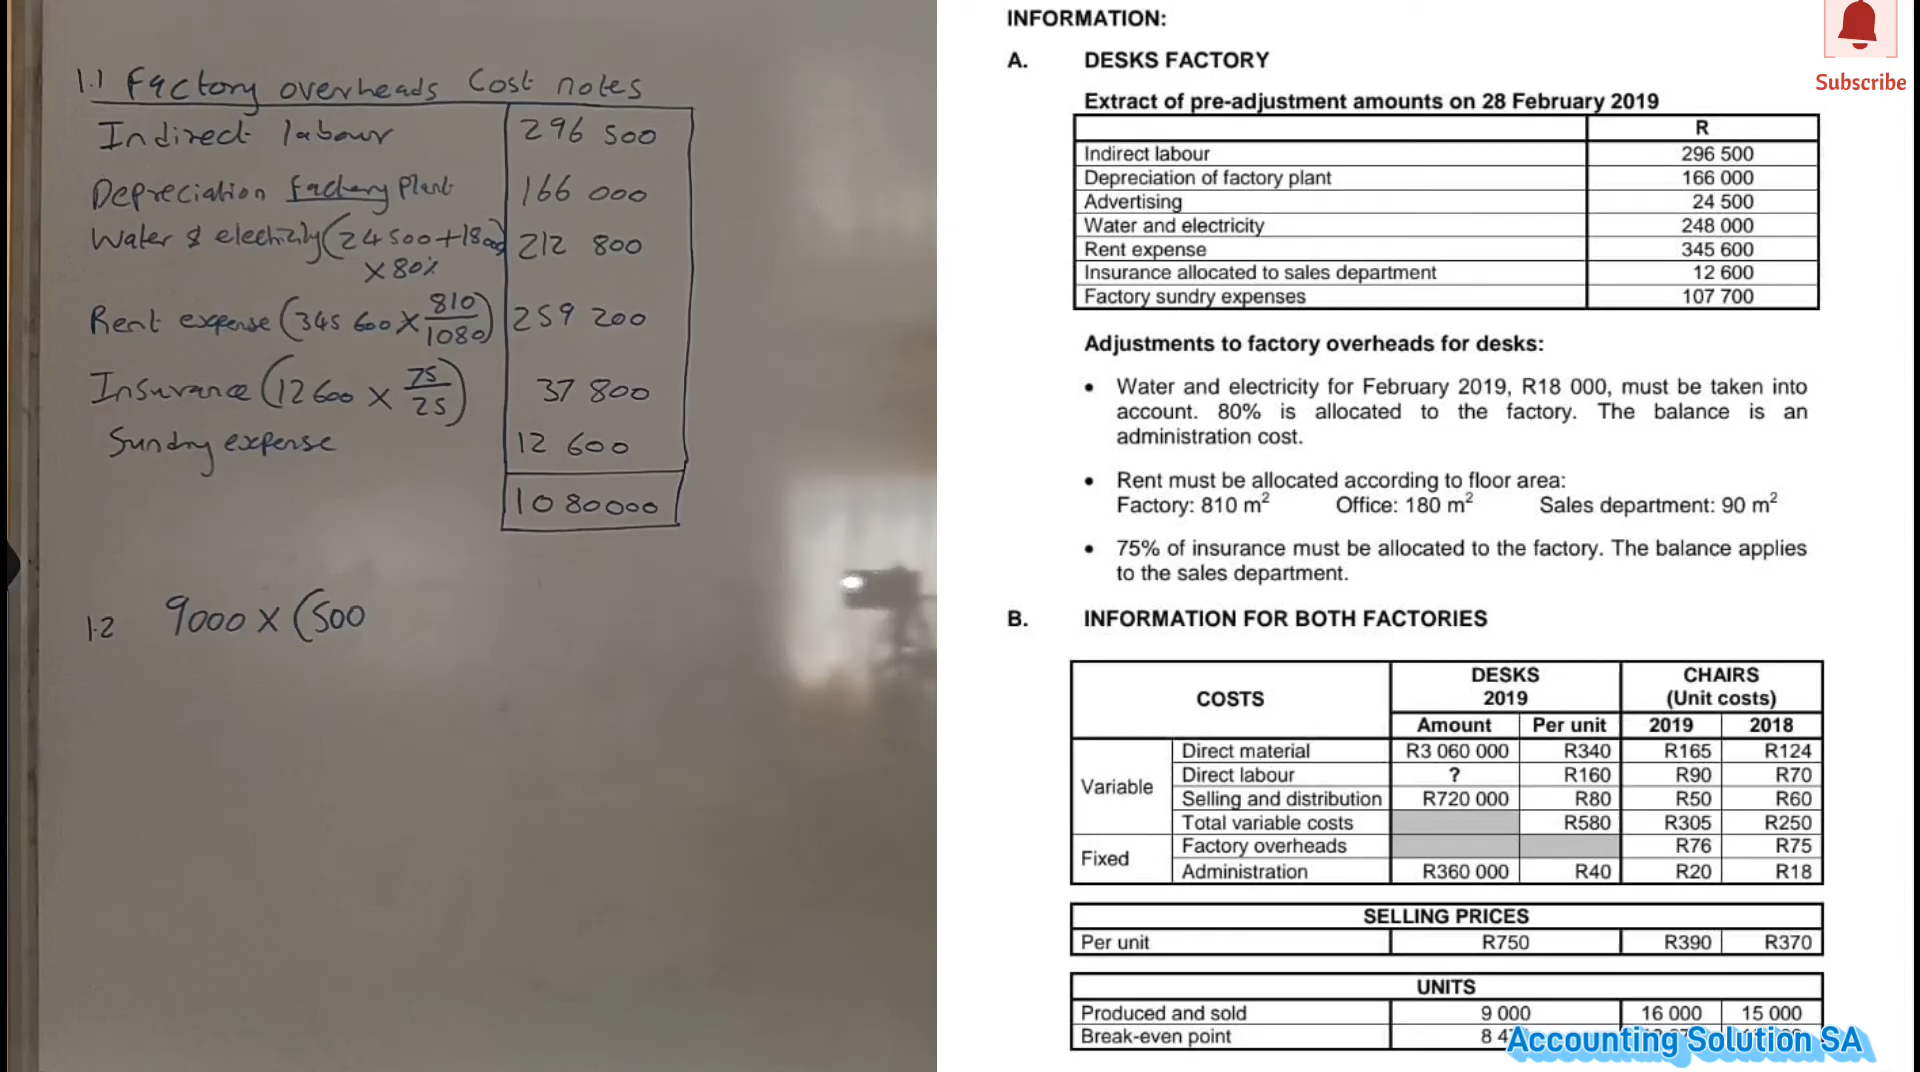 1.1 Factory overheads Cost notes
Indirect labour 296 500
Depreciation factory Plant 166 000
Water & electricity (24 500 + 18 000) 212 800
× 80%
Rent expense (345 600 × 810/1080) 259 200
Insurance (12 600 × 75/25) 37 800
Sundry expense 12 600
10 80000
1.2 9000 × (500
INFORMATION:
Subscribe
A. DESKS FACTORY
Extract of pre-adjustment amounts on 28 February 2019
R
Indirect labour 296 500
Depreciation of factory plant 166 000
Advertising 24 500
Water and electricity 248 000
Rent expense 345 600
Insurance allocated to sales department 12 600
Factory sundry expenses 107 700
Adjustments to factory overheads for desks:
• Water and electricity for February 2019, R18 000, must be taken into
account. 80% is allocated to the factory. The balance is an
administration cost.
• Rent must be allocated according to floor area:
Factory: 810 m² Office: 180 m² Sales department: 90 m²
• 75% of insurance must be allocated to the factory. The balance applies
to the sales department.
B. INFORMATION FOR BOTH FACTORIES
COSTS DESKS 2019 CHAIRS (Unit costs)
Amount Per unit 2019 2018
Variable
Direct material R3 060 000 R340 R165 R124
Direct labour ? R160 R90 R70
Selling and distribution R720 000 R80 R50 R60
Total variable costs R580 R305 R250
Fixed
Factory overheads R76 R75
Administration R360 000 R40 R20 R18
SELLING PRICES
Per unit R750 R390 R370
UNITS
Produced and sold 9 000 16 000 15 000
Break-even point 8 4
Accounting Solution SA